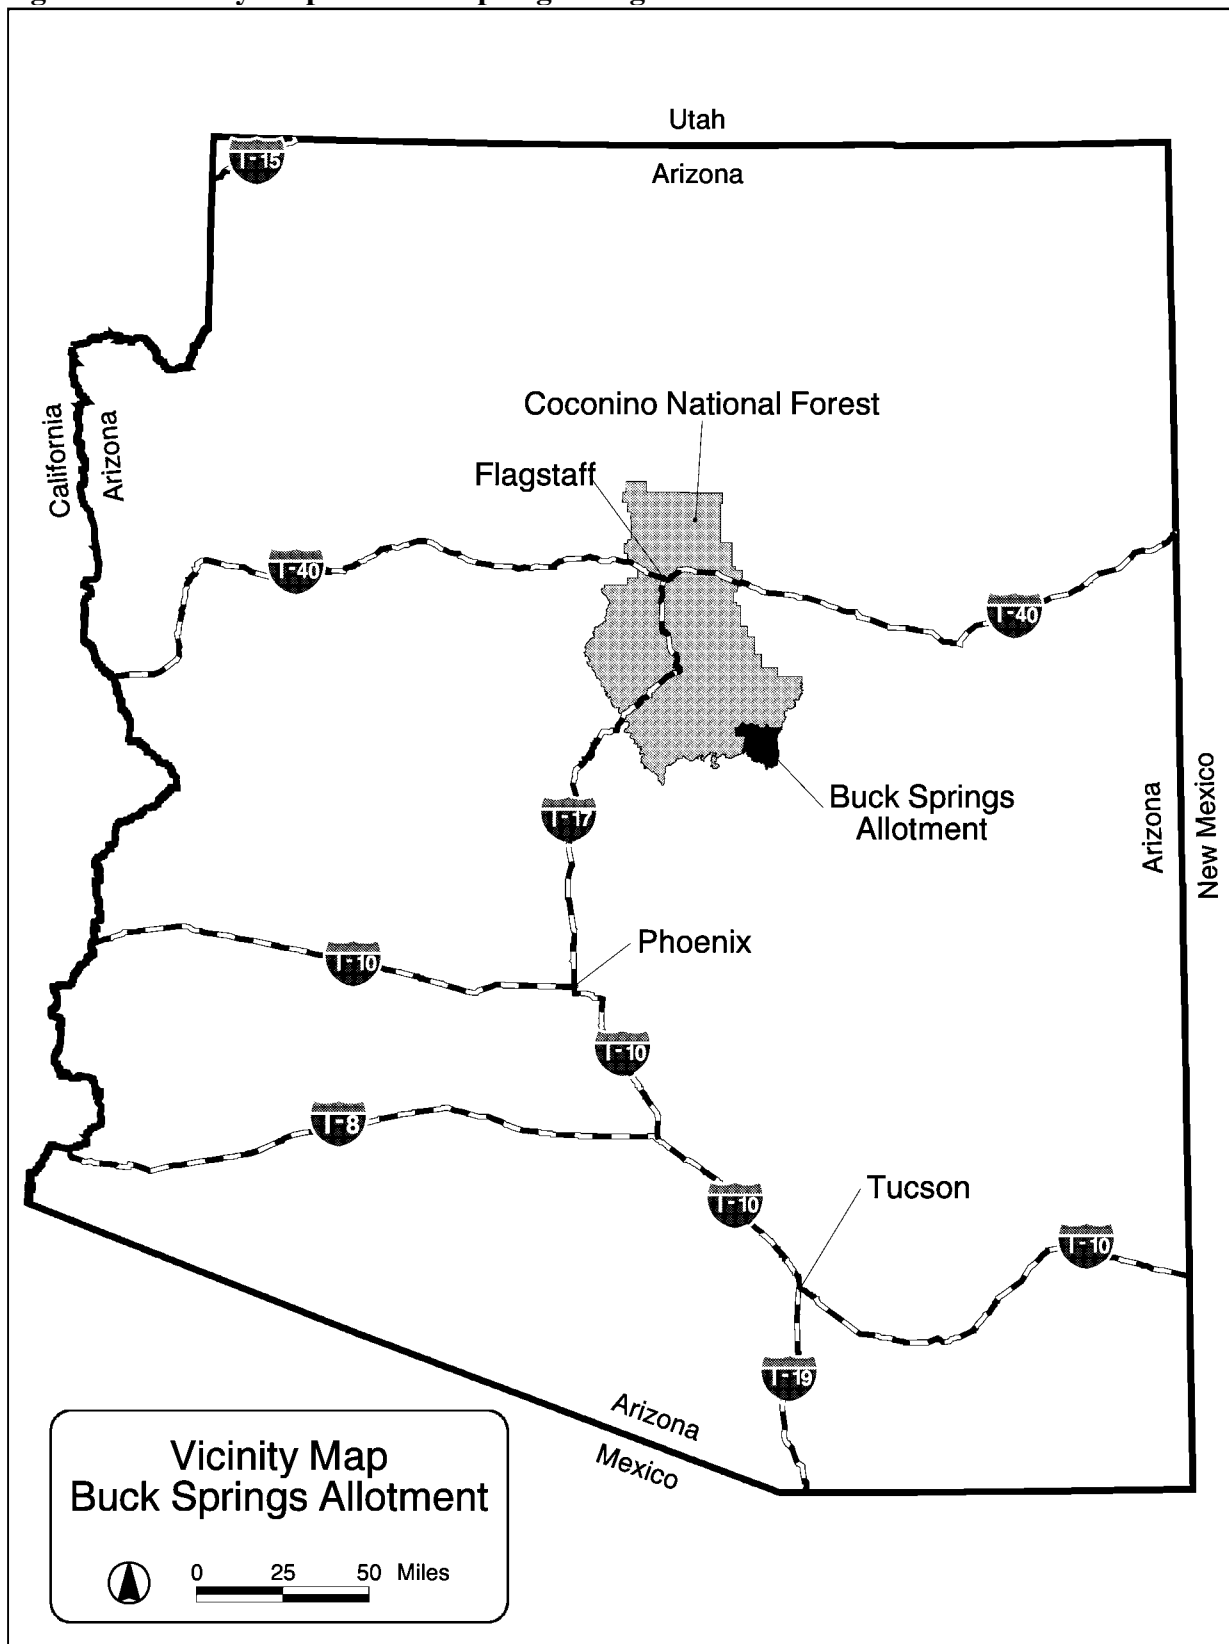 Utah
I-15
Arizona
Coconino National Forest
California
Arizona
Flagstaff
I-40
I-40
Buck Springs
Allotment
I-17
Arizona
New Mexico
Phoenix
I-10
I-10
I-8
Tucson
I-10
I-10
I-19
Arizona
Mexico
Vicinity Map
Buck Springs Allotment
0 25 50 Miles